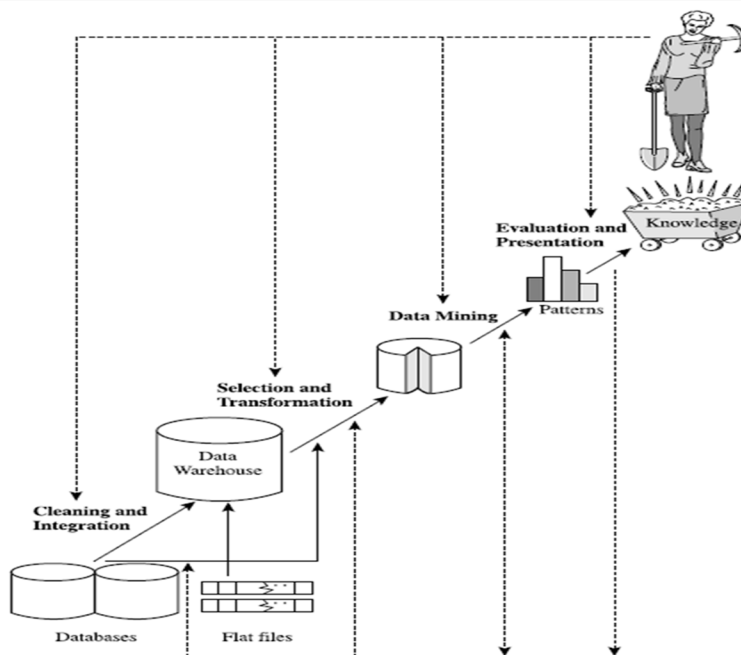 Knowledge
Evaluation and
Presentation
Patterns
Data Mining
Selection and
Transformation
Data
Warehouse
Cleaning and
Integration
Databases
Flat files